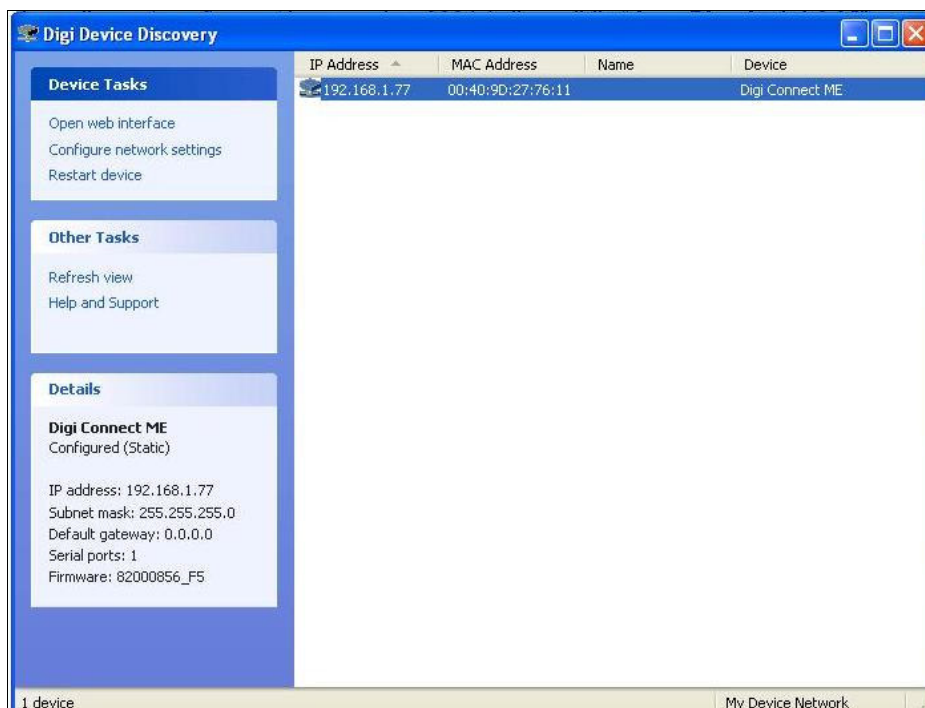 Digi Device Discovery
IP Address MAC Address Name Device
192.168.1.77 00:40:9D:27:76:11 Digi Connect ME
Device Tasks
Open web interface
Configure network settings
Restart device
Other Tasks
Refresh view
Help and Support
Details
Digi Connect ME
Configured (Static)
IP address: 192.168.1.77
Subnet mask: 255.255.255.0
Default gateway: 0.0.0.0
Serial ports: 1
Firmware: 82000856_F5
1 device My Device Network